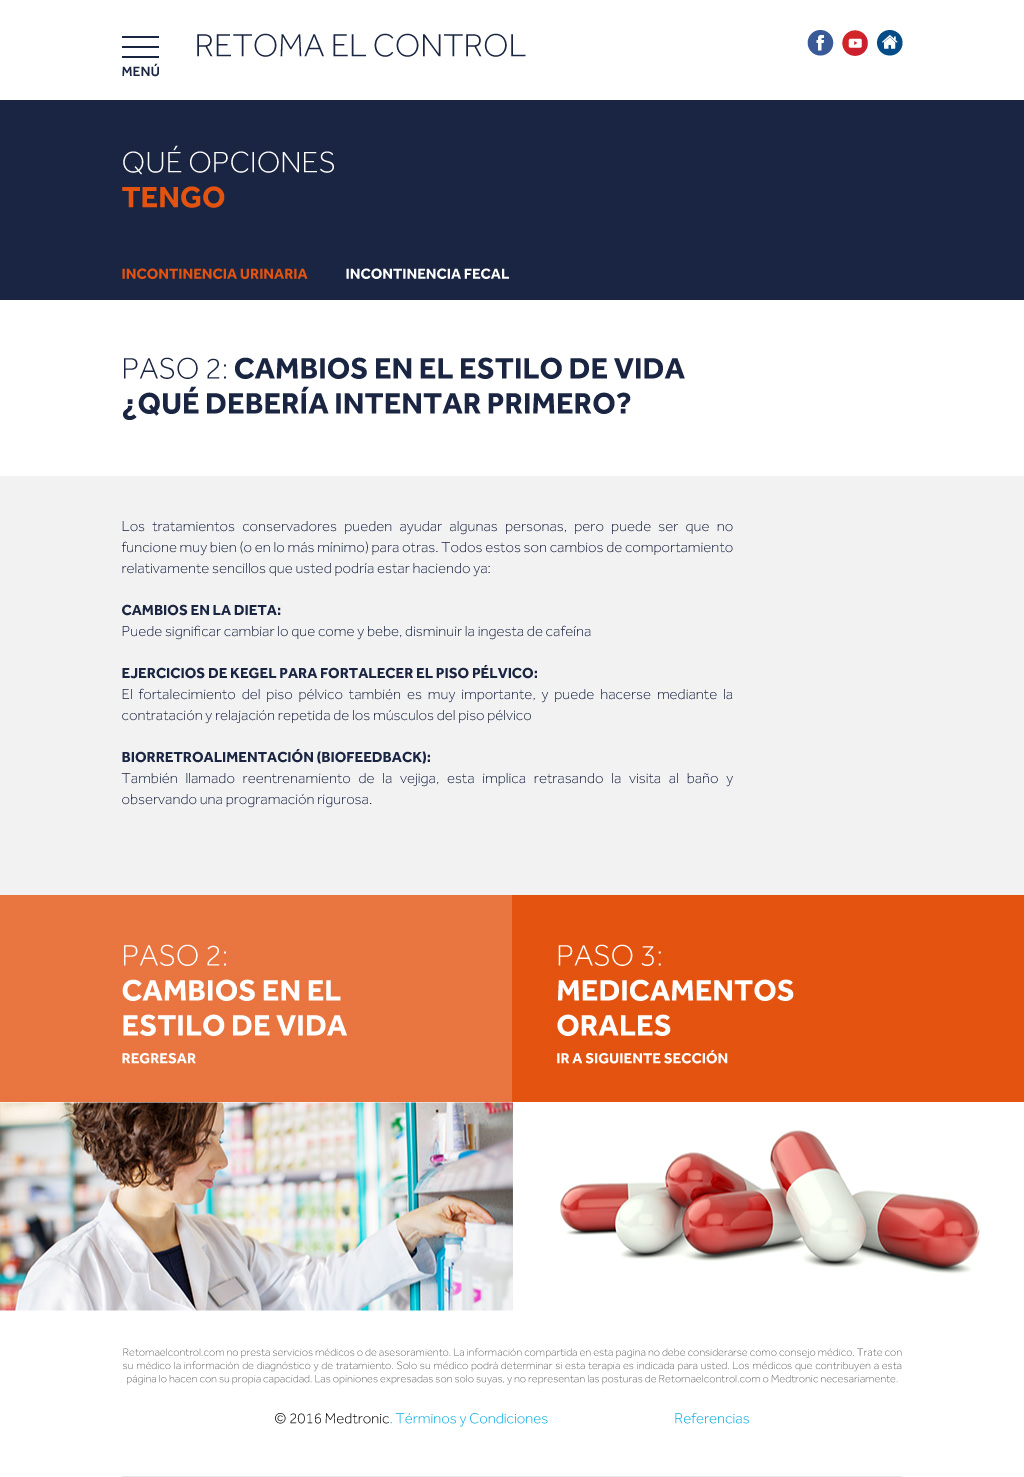 MENÚ
RETOMA EL CONTROL
QUÉ OPCIONES
TENGO
INCONTINENCIA URINARIA
INCONTINENCIA FECAL
PASO 2: CAMBIOS EN EL ESTILO DE VIDA
¿QUÉ DEBERÍA INTENTAR PRIMERO?
Los tratamientos conservadores pueden ayudar algunas personas, pero puede ser que no
funcione muy bien (o en lo más mínimo) para otras. Todos estos son cambios de comportamiento
relativamente sencillos que usted podría estar haciendo ya:
CAMBIOS EN LA DIETA:
Puede significar cambiar lo que come y bebe, disminuir la ingesta de cafeína
EJERCICIOS DE KEGEL PARA FORTALECER EL PISO PÉLVICO:
El fortalecimiento del piso pélvico también es muy importante, y puede hacerse mediante la
contratación y relajación repetida de los músculos del piso pélvico
BIORRETROALIMENTACIÓN (BIOFEEDBACK):
También llamado reentrenamiento de la vejiga, esta implica retrasando la visita al baño y
observando una programación rigurosa.
PASO 2:
CAMBIOS EN EL
ESTILO DE VIDA
REGRESAR
PASO 3:
MEDICAMENTOS
ORALES
IR A SIGUIENTE SECCIÓN
Retomaelcontrol.com no presta servicios médicos o de asesoramiento. La información compartida en esta pagina no debe considerarse como consejo médico. Trate con
su médico la información de diagnóstico y de tratamiento. Solo su médico podrá determinar si esta terapia es indicada para usted. Los médicos que contribuyen a esta
página lo hacen con su propia capacidad. Las opiniones expresadas son solo suyas, y no representan las posturas de Retomaelcontrol.com o Medtronic necesariamente.
© 2016 Medtronic. Términos y Condiciones
Referencias